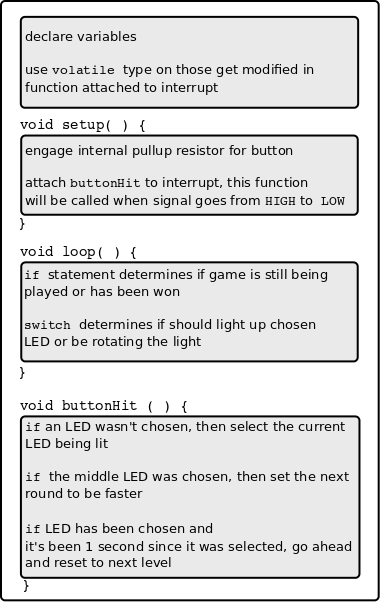 declare variables
use volatile type on those get modified in
function attached to interrupt
void setup( ) {
engage internal pullup resistor for button
attach buttonHit to interrupt, this function
will be called when signal goes from HIGH to LOW
}
void loop( ) {
if statement determines if game is still being
played or has been won
switch determines if should light up chosen
LED or be rotating the light
}
void buttonHit ( ) {
if an LED wasn't chosen, then select the current
LED being lit
if the middle LED was chosen, then set the next
round to be faster
if LED has been chosen and
it's been 1 second since it was selected, go ahead
and reset to next level
}